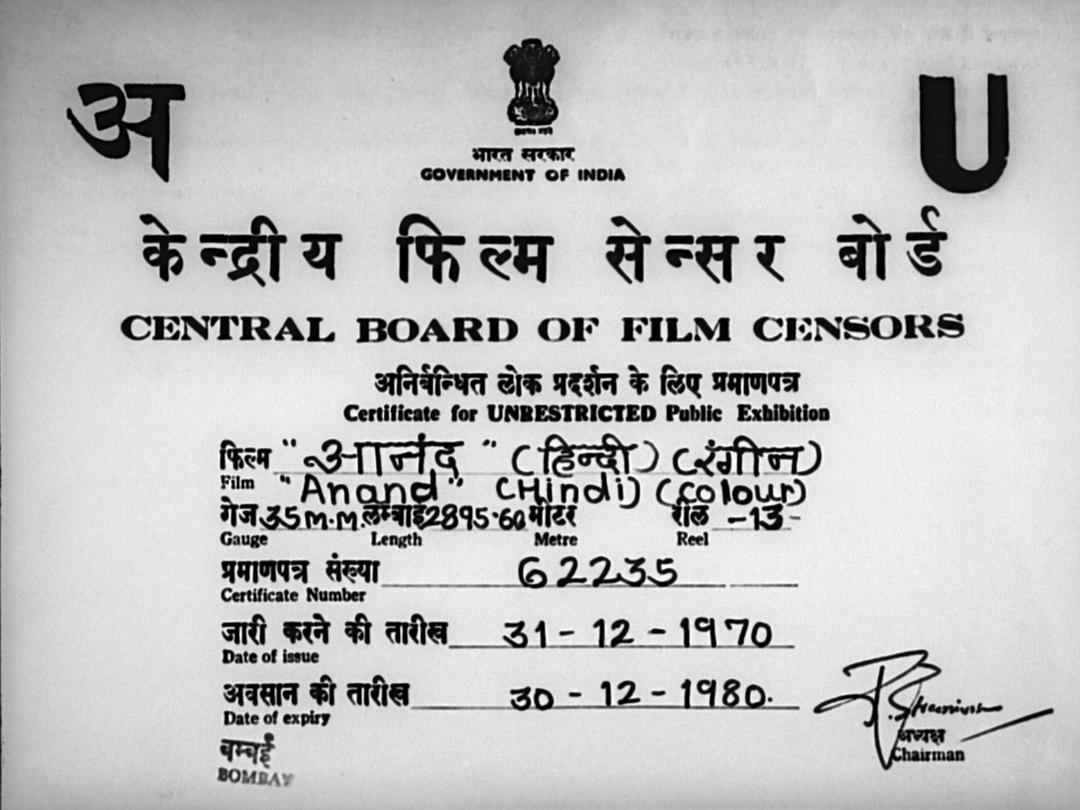 अ
U
भारत सरकार
GOVERNMENT OF INDIA
केन्द्रीय फिल्म सेन्सर बोर्ड
CENTRAL BOARD OF FILM CENSORS
अनिर्बन्धित लोक प्रदर्शन के लिए प्रमाणपत्र
Certificate for UNRESTRICTED Public Exhibition
फिल्म "आनंद" (हिन्दी) (रंगीन)
Film "Anand" (Hindi) (Colour)
गेज 35 M.M. लम्बाई 2895.60 मीटर रील -13-
Gauge Length Metre Reel
प्रमाणपत्र संख्या 62235
Certificate Number
जारी करने की तारीख 31-12-1970
Date of issue
अवसान की तारीख 30-12-1980.
Date of expiry
अध्यक्ष
Chairman
बम्बई
BOMBAY